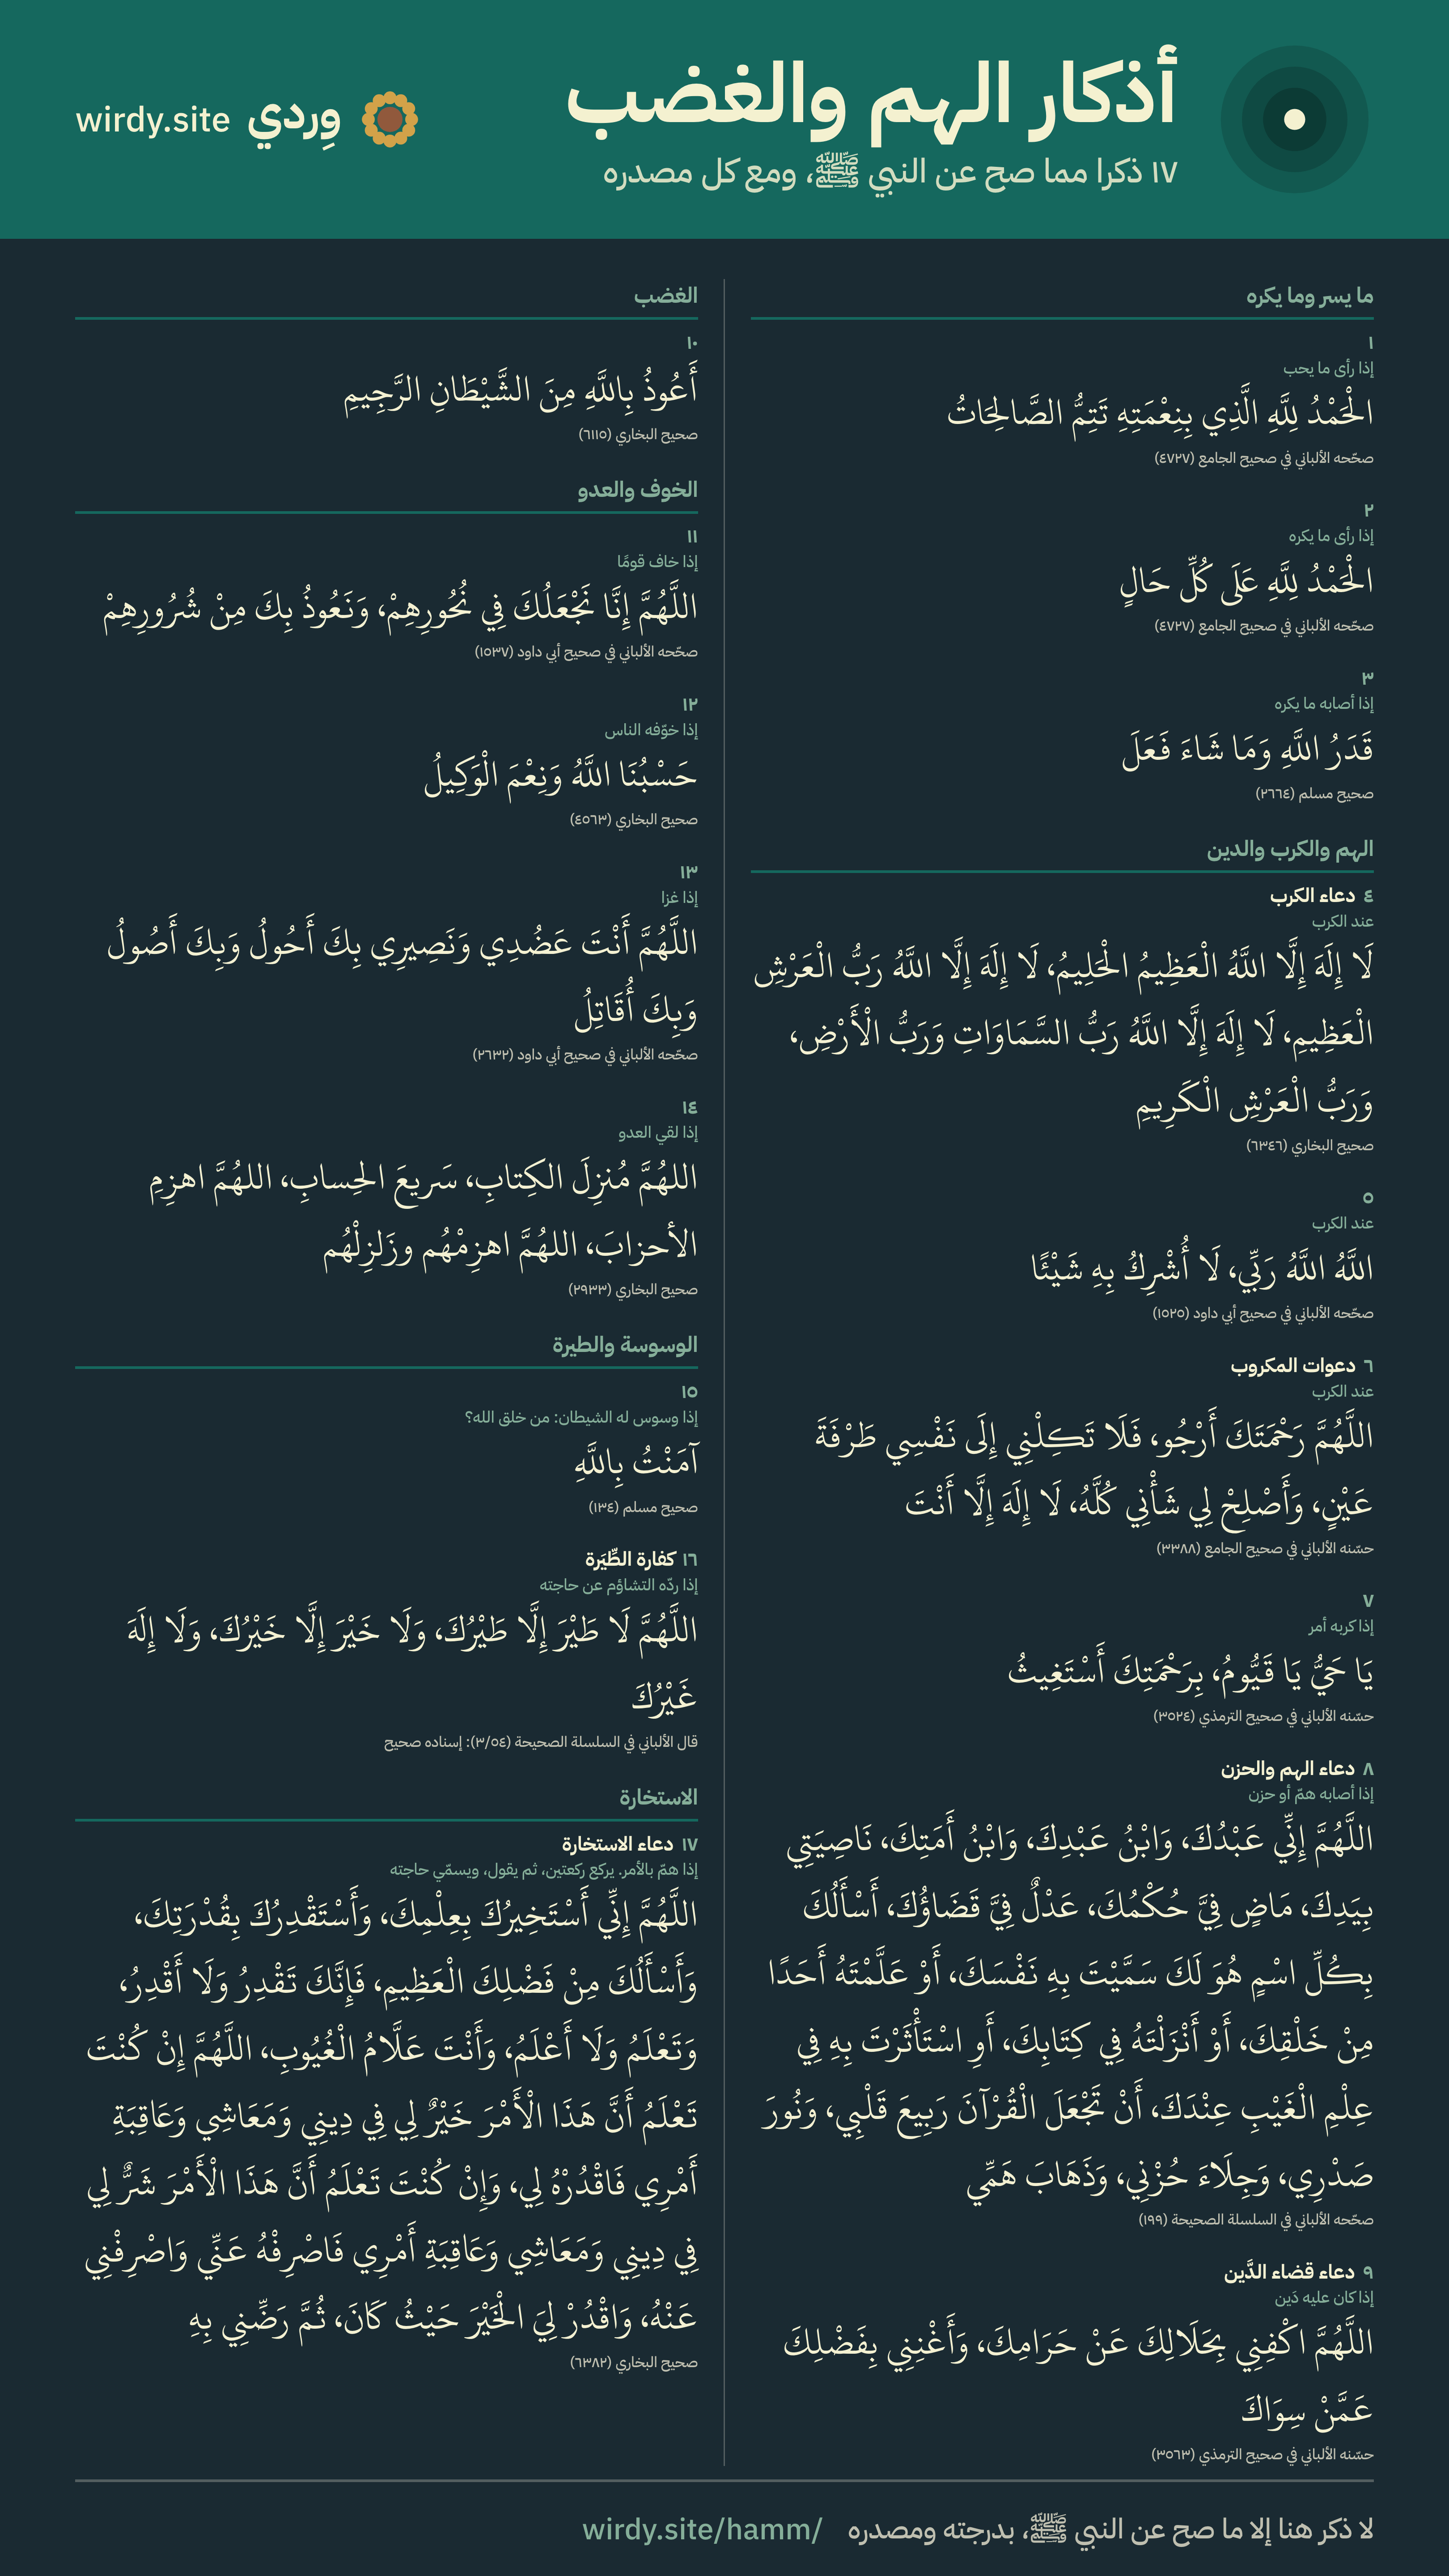 أذكار الهم والغضب
١٧ ذكرا مما صح عن النبي ﷺ، ومع كل مصدره
وِردي wirdy.site
ما يسر وما يكره
١
إذا رأى ما يحب
الْحَمْدُ لِلَّهِ الَّذِي بِنِعْمَتِهِ تَتِمُّ الصَّالِحَاتُ
صحّحه الألباني في صحيح الجامع (٤٧٢٧)
٢
إذا رأى ما يكره
الْحَمْدُ لِلَّهِ عَلَى كُلِّ حَالٍ
صحّحه الألباني في صحيح الجامع (٤٧٢٧)
٣
إذا أصابه ما يكره
قَدَرُ اللَّهِ وَمَا شَاءَ فَعَلَ
صحيح مسلم (٢٦٦٤)
الهم والكرب والدين
٤ دعاء الكرب
عند الكرب
لَا إِلَهَ إِلَّا اللَّهُ الْعَظِيمُ الْحَلِيمُ، لَا إِلَهَ إِلَّا اللَّهُ رَبُّ الْعَرْشِ
الْعَظِيمِ، لَا إِلَهَ إِلَّا اللَّهُ رَبُّ السَّمَاوَاتِ وَرَبُّ الْأَرْضِ،
وَرَبُّ الْعَرْشِ الْكَرِيمِ
صحيح البخاري (٦٣٤٦)
٥
عند الكرب
اللَّهُ اللَّهُ رَبِّي، لَا أُشْرِكُ بِهِ شَيْئًا
صحّحه الألباني في صحيح أبي داود (١٥٢٥)
٦ دعوات المكروب
عند الكرب
اللَّهُمَّ رَحْمَتَكَ أَرْجُو، فَلَا تَكِلْنِي إِلَى نَفْسِي طَرْفَةَ
عَيْنٍ، وَأَصْلِحْ لِي شَأْنِي كُلَّهُ، لَا إِلَهَ إِلَّا أَنْتَ
حسّنه الألباني في صحيح الجامع (٣٣٨٨)
٧
إذا كربه أمر
يَا حَيُّ يَا قَيُّومُ، بِرَحْمَتِكَ أَسْتَغِيثُ
حسّنه الألباني في صحيح الترمذي (٣٥٢٤)
٨ دعاء الهم والحزن
إذا أصابه همّ أو حزن
اللَّهُمَّ إِنِّي عَبْدُكَ، وَابْنُ عَبْدِكَ، وَابْنُ أَمَتِكَ، نَاصِيَتِي
بِيَدِكَ، مَاضٍ فِيَّ حُكْمُكَ، عَدْلٌ فِيَّ قَضَاؤُكَ، أَسْأَلُكَ
بِكُلِّ اسْمٍ هُوَ لَكَ سَمَّيْتَ بِهِ نَفْسَكَ، أَوْ عَلَّمْتَهُ أَحَدًا
مِنْ خَلْقِكَ، أَوْ أَنْزَلْتَهُ فِي كِتَابِكَ، أَوِ اسْتَأْثَرْتَ بِهِ فِي
عِلْمِ الْغَيْبِ عِنْدَكَ، أَنْ تَجْعَلَ الْقُرْآنَ رَبِيعَ قَلْبِي، وَنُورَ
صَدْرِي، وَجِلَاءَ حُزْنِي، وَذَهَابَ هَمِّي
صحّحه الألباني في السلسلة الصحيحة (١٩٩)
٩ دعاء قضاء الدَّين
إذا كان عليه دَين
اللَّهُمَّ اكْفِنِي بِحَلَالِكَ عَنْ حَرَامِكَ، وَأَغْنِنِي بِفَضْلِكَ
عَمَّنْ سِوَاكَ
حسّنه الألباني في صحيح الترمذي (٣٥٦٣)
الغضب
١٠
أَعُوذُ بِاللَّهِ مِنَ الشَّيْطَانِ الرَّجِيمِ
صحيح البخاري (٦١١٥)
الخوف والعدو
١١
إذا خاف قومًا
اللَّهُمَّ إِنَّا نَجْعَلُكَ فِي نُحُورِهِمْ، وَنَعُوذُ بِكَ مِنْ شُرُورِهِمْ
صحّحه الألباني في صحيح أبي داود (١٥٣٧)
١٢
إذا خوّفه الناس
حَسْبُنَا اللَّهُ وَنِعْمَ الْوَكِيلُ
صحيح البخاري (٤٥٦٣)
١٣
إذا غزا
اللَّهُمَّ أَنْتَ عَضُدِي وَنَصِيرِي بِكَ أَحُولُ وَبِكَ أَصُولُ
وَبِكَ أُقَاتِلُ
صحّحه الألباني في صحيح أبي داود (٢٦٣٢)
١٤
إذا لقي العدو
اللهُمَّ مُنزِلَ الكِتابِ، سَريعَ الحِسابِ، اللهُمَّ اهزِمِ
الأحزابَ، اللهُمَّ اهزِمْهُم وزَلزِلْهُم
صحيح البخاري (٢٩٣٣)
الوسوسة والطيرة
١٥
إذا وسوس له الشيطان: من خلق الله؟
آمَنْتُ بِاللَّهِ
صحيح مسلم (١٣٤)
١٦ كفارة الطِّيَرة
إذا ردّه التشاؤم عن حاجته
اللَّهُمَّ لَا طَيْرَ إِلَّا طَيْرُكَ، وَلَا خَيْرَ إِلَّا خَيْرُكَ، وَلَا إِلَهَ
غَيْرُكَ
قال الألباني في السلسلة الصحيحة (٣/٥٤): إسناده صحيح
الاستخارة
١٧ دعاء الاستخارة
إذا همّ بالأمر. يركع ركعتين، ثم يقول، ويسمّي حاجته
اللَّهُمَّ إِنِّي أَسْتَخِيرُكَ بِعِلْمِكَ، وَأَسْتَقْدِرُكَ بِقُدْرَتِكَ،
وَأَسْأَلُكَ مِنْ فَضْلِكَ الْعَظِيمِ، فَإِنَّكَ تَقْدِرُ وَلَا أَقْدِرُ،
وَتَعْلَمُ وَلَا أَعْلَمُ، وَأَنْتَ عَلَّامُ الْغُيُوبِ، اللَّهُمَّ إِنْ كُنْتَ
تَعْلَمُ أَنَّ هَذَا الْأَمْرَ خَيْرٌ لِي فِي دِينِي وَمَعَاشِي وَعَاقِبَةِ
أَمْرِي فَاقْدُرْهُ لِي، وَإِنْ كُنْتَ تَعْلَمُ أَنَّ هَذَا الْأَمْرَ شَرٌّ لِي
فِي دِينِي وَمَعَاشِي وَعَاقِبَةِ أَمْرِي فَاصْرِفْهُ عَنِّي وَاصْرِفْنِي
عَنْهُ، وَاقْدُرْ لِيَ الْخَيْرَ حَيْثُ كَانَ، ثُمَّ رَضِّنِي بِهِ
صحيح البخاري (٦٣٨٢)
لا ذكر هنا إلا ما صح عن النبي ﷺ، بدرجته ومصدره wirdy.site/hamm/